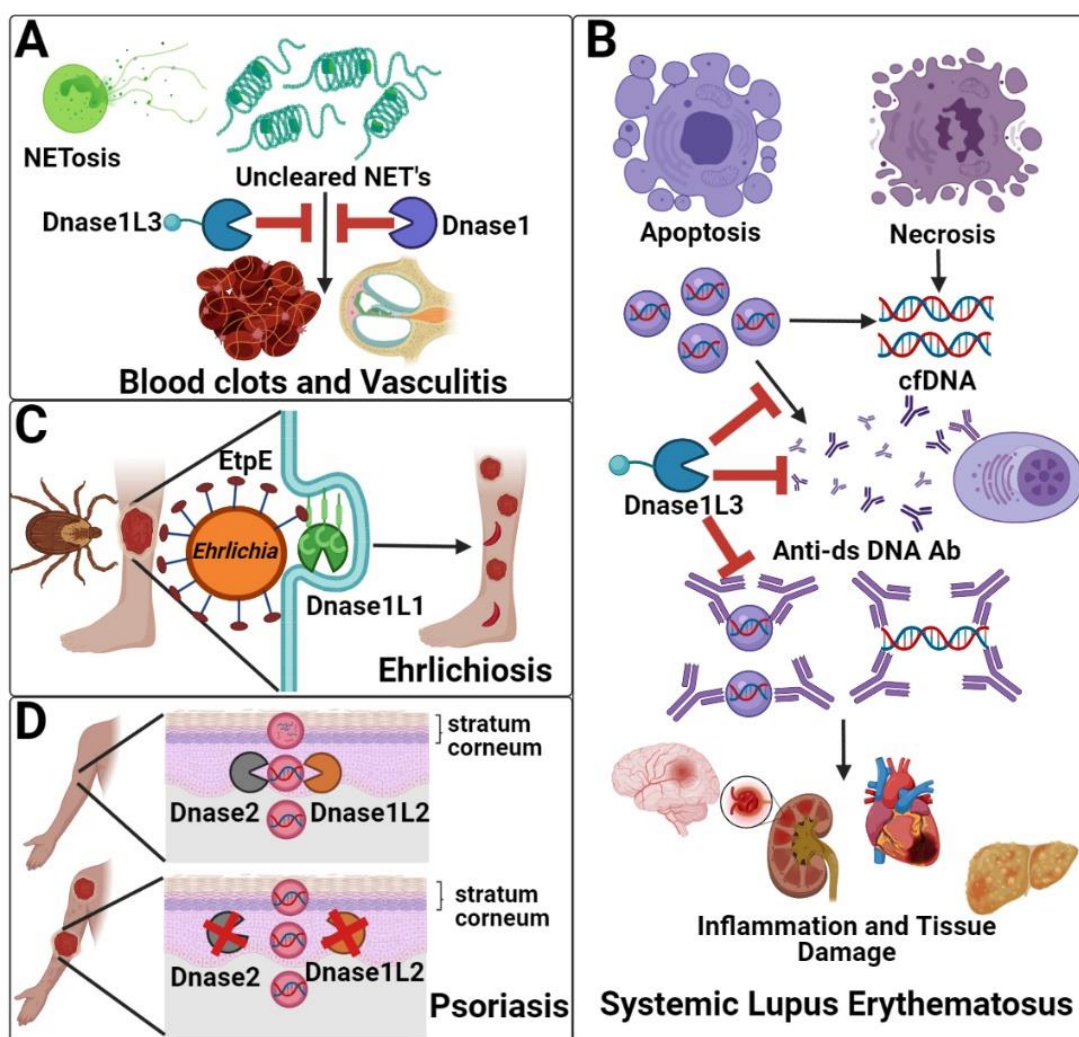 A
NETosis
Uncleared NET's
Dnase1L3
Dnase1
Blood clots and Vasculitis
B
Apoptosis
Necrosis
cfDNA
Dnase1L3
Anti-ds DNA Ab
Inflammation and Tissue
Damage
Systemic Lupus Erythematosus
C
EtpE
Ehrlichia
Dnase1L1
Ehrlichiosis
D
stratum
corneum
Dnase2
Dnase1L2
stratum
corneum
Dnase2
Dnase1L2
Psoriasis